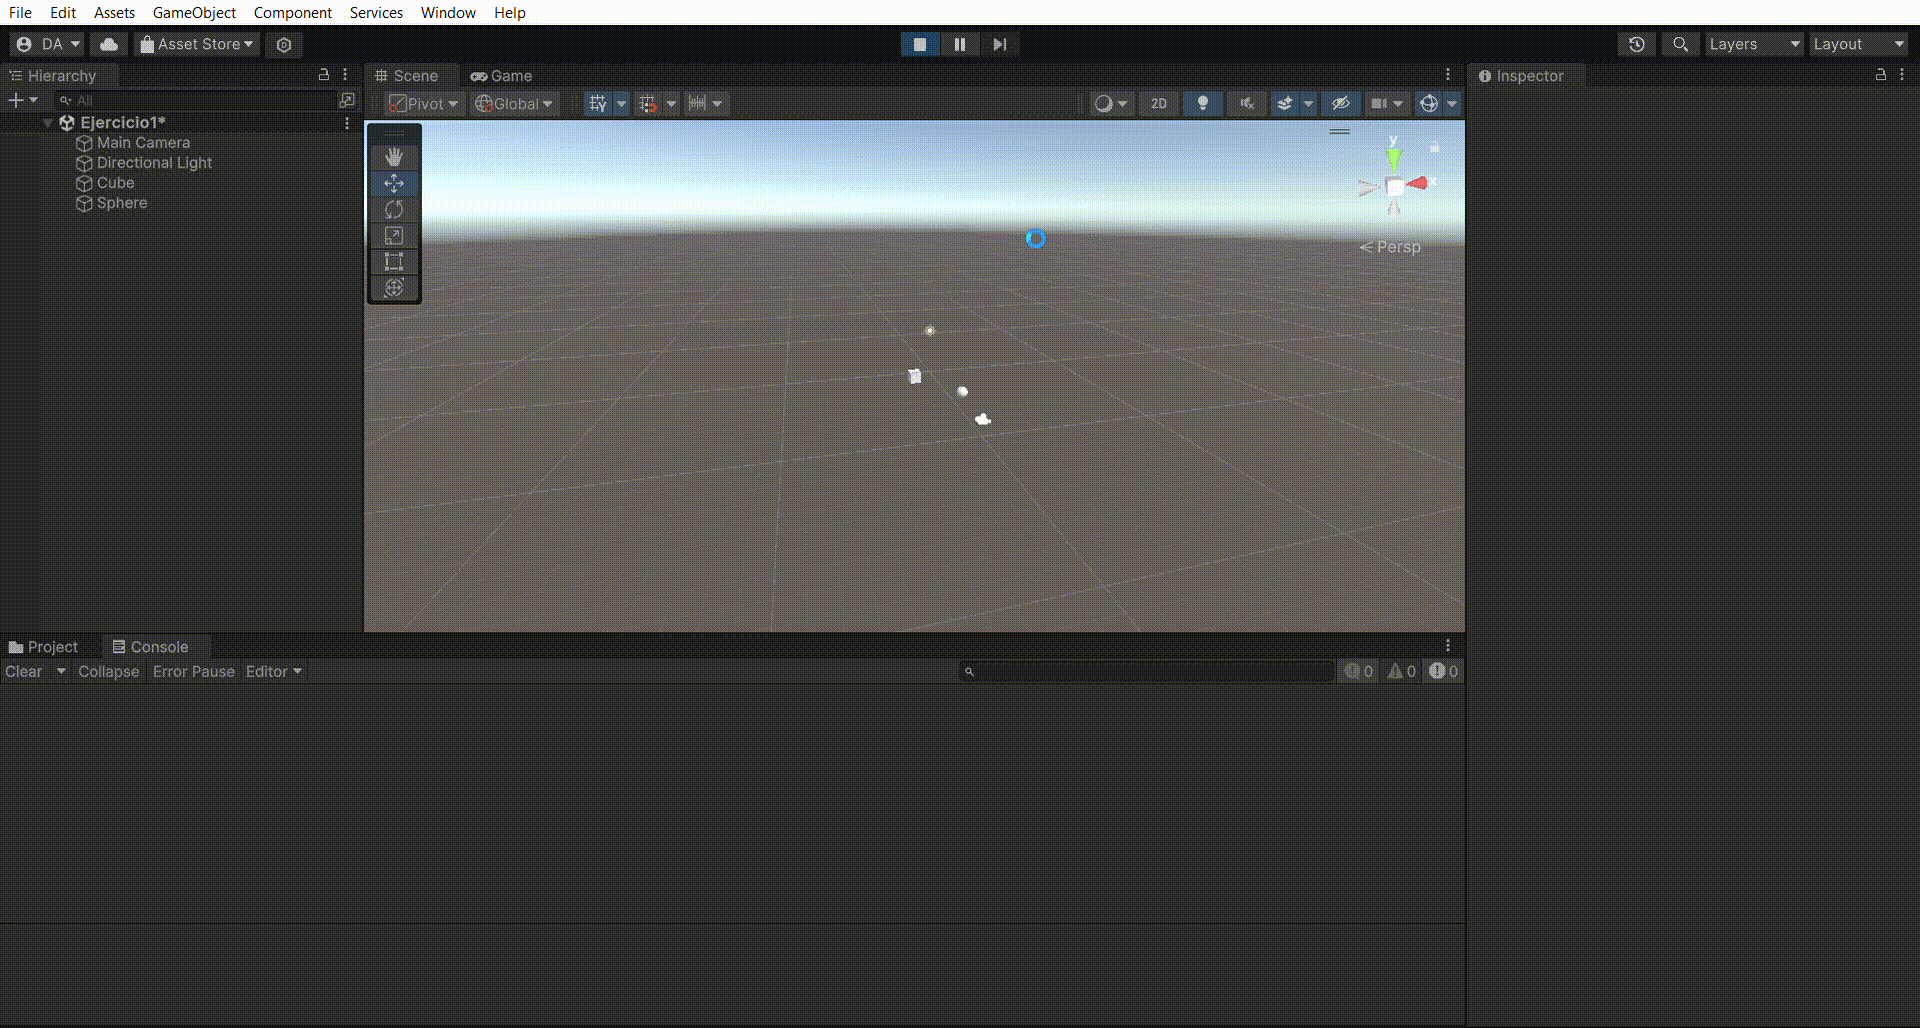 File Edit Assets GameObject Component Services Window Help
DA Asset Store Layers Layout
Hierarchy
All
Ejercicio1*
Main Camera
Directional Light
Cube
Sphere
Scene Game
Pivot Global 2D
y
x
Persp
Inspector
Project Console
Clear Collapse Error Pause Editor 0 0 0